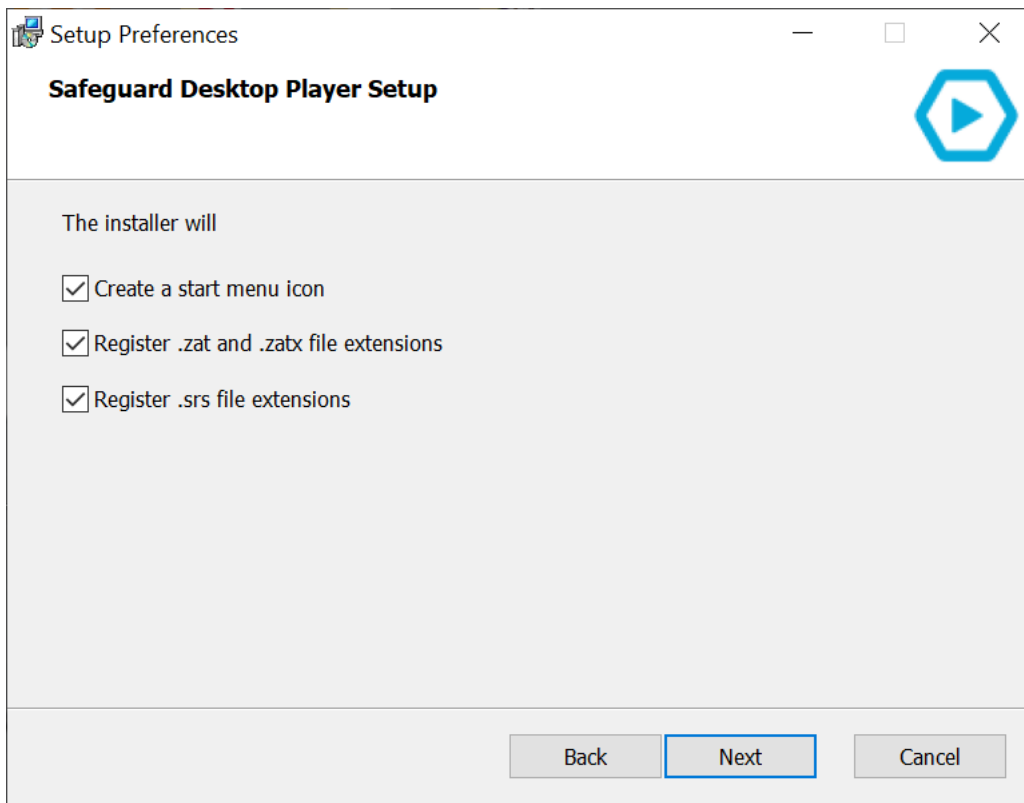 Setup Preferences
Safeguard Desktop Player Setup
The installer will
Create a start menu icon
Register .zat and .zatx file extensions
Register .srs file extensions
Back Next Cancel